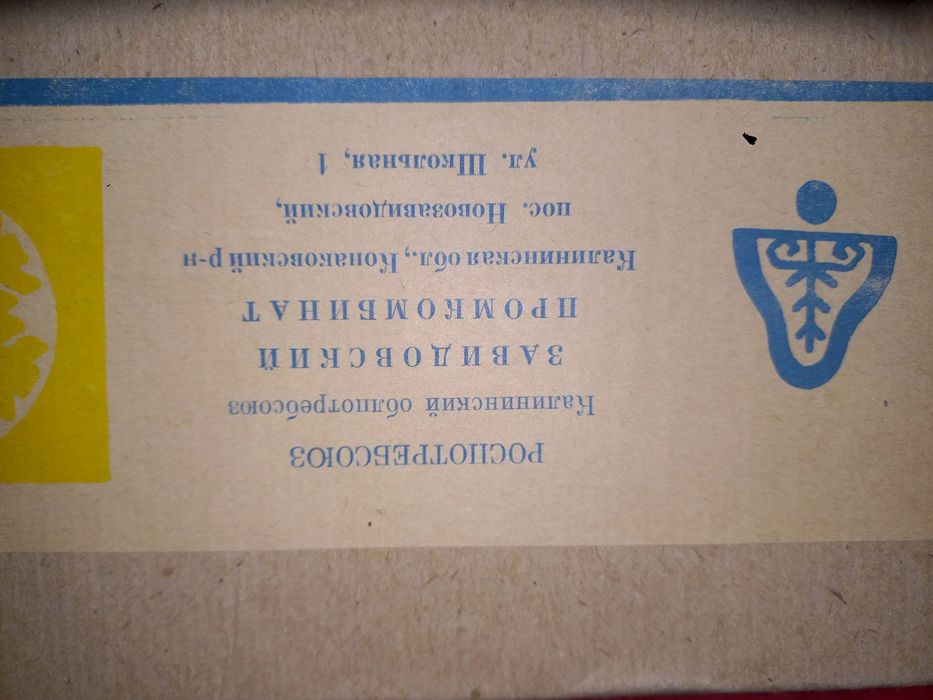 РОСПОТРЕБСОЮЗ
Калининский облпотребсоюз
ЗАВИДОВСКИЙ
ПРОМКОМБИНАТ
Калининская обл., Конаковский р-н
пос. Новозавидовский,
ул. Школьная, 1